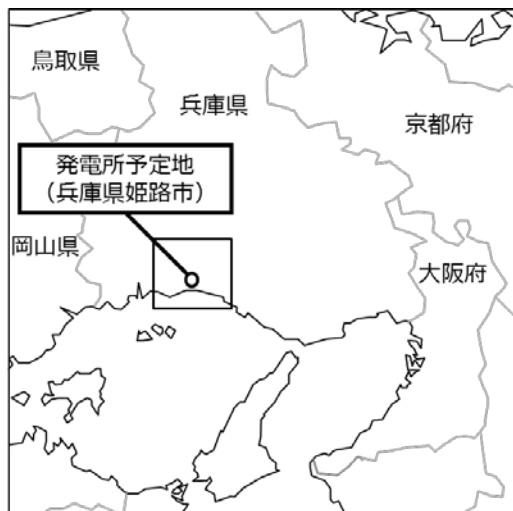 鳥取県
兵庫県
京都府
発電所予定地
（兵庫県姫路市）
岡山県
大阪府